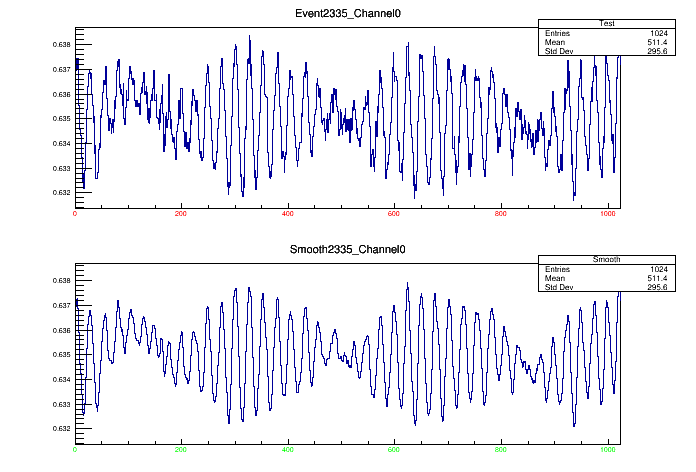 Event2335_Channel0
Test
Entries 1024
Mean 511.4
Std Dev 295.6
0.638
0.637
0.636
0.635
0.634
0.633
0.632
0 200 400 600 800 1000
Smooth2335_Channel0
Smooth
Entries 1024
Mean 511.4
Std Dev 295.6
0.638
0.637
0.636
0.635
0.634
0.633
0.632
0 200 400 600 800 1000